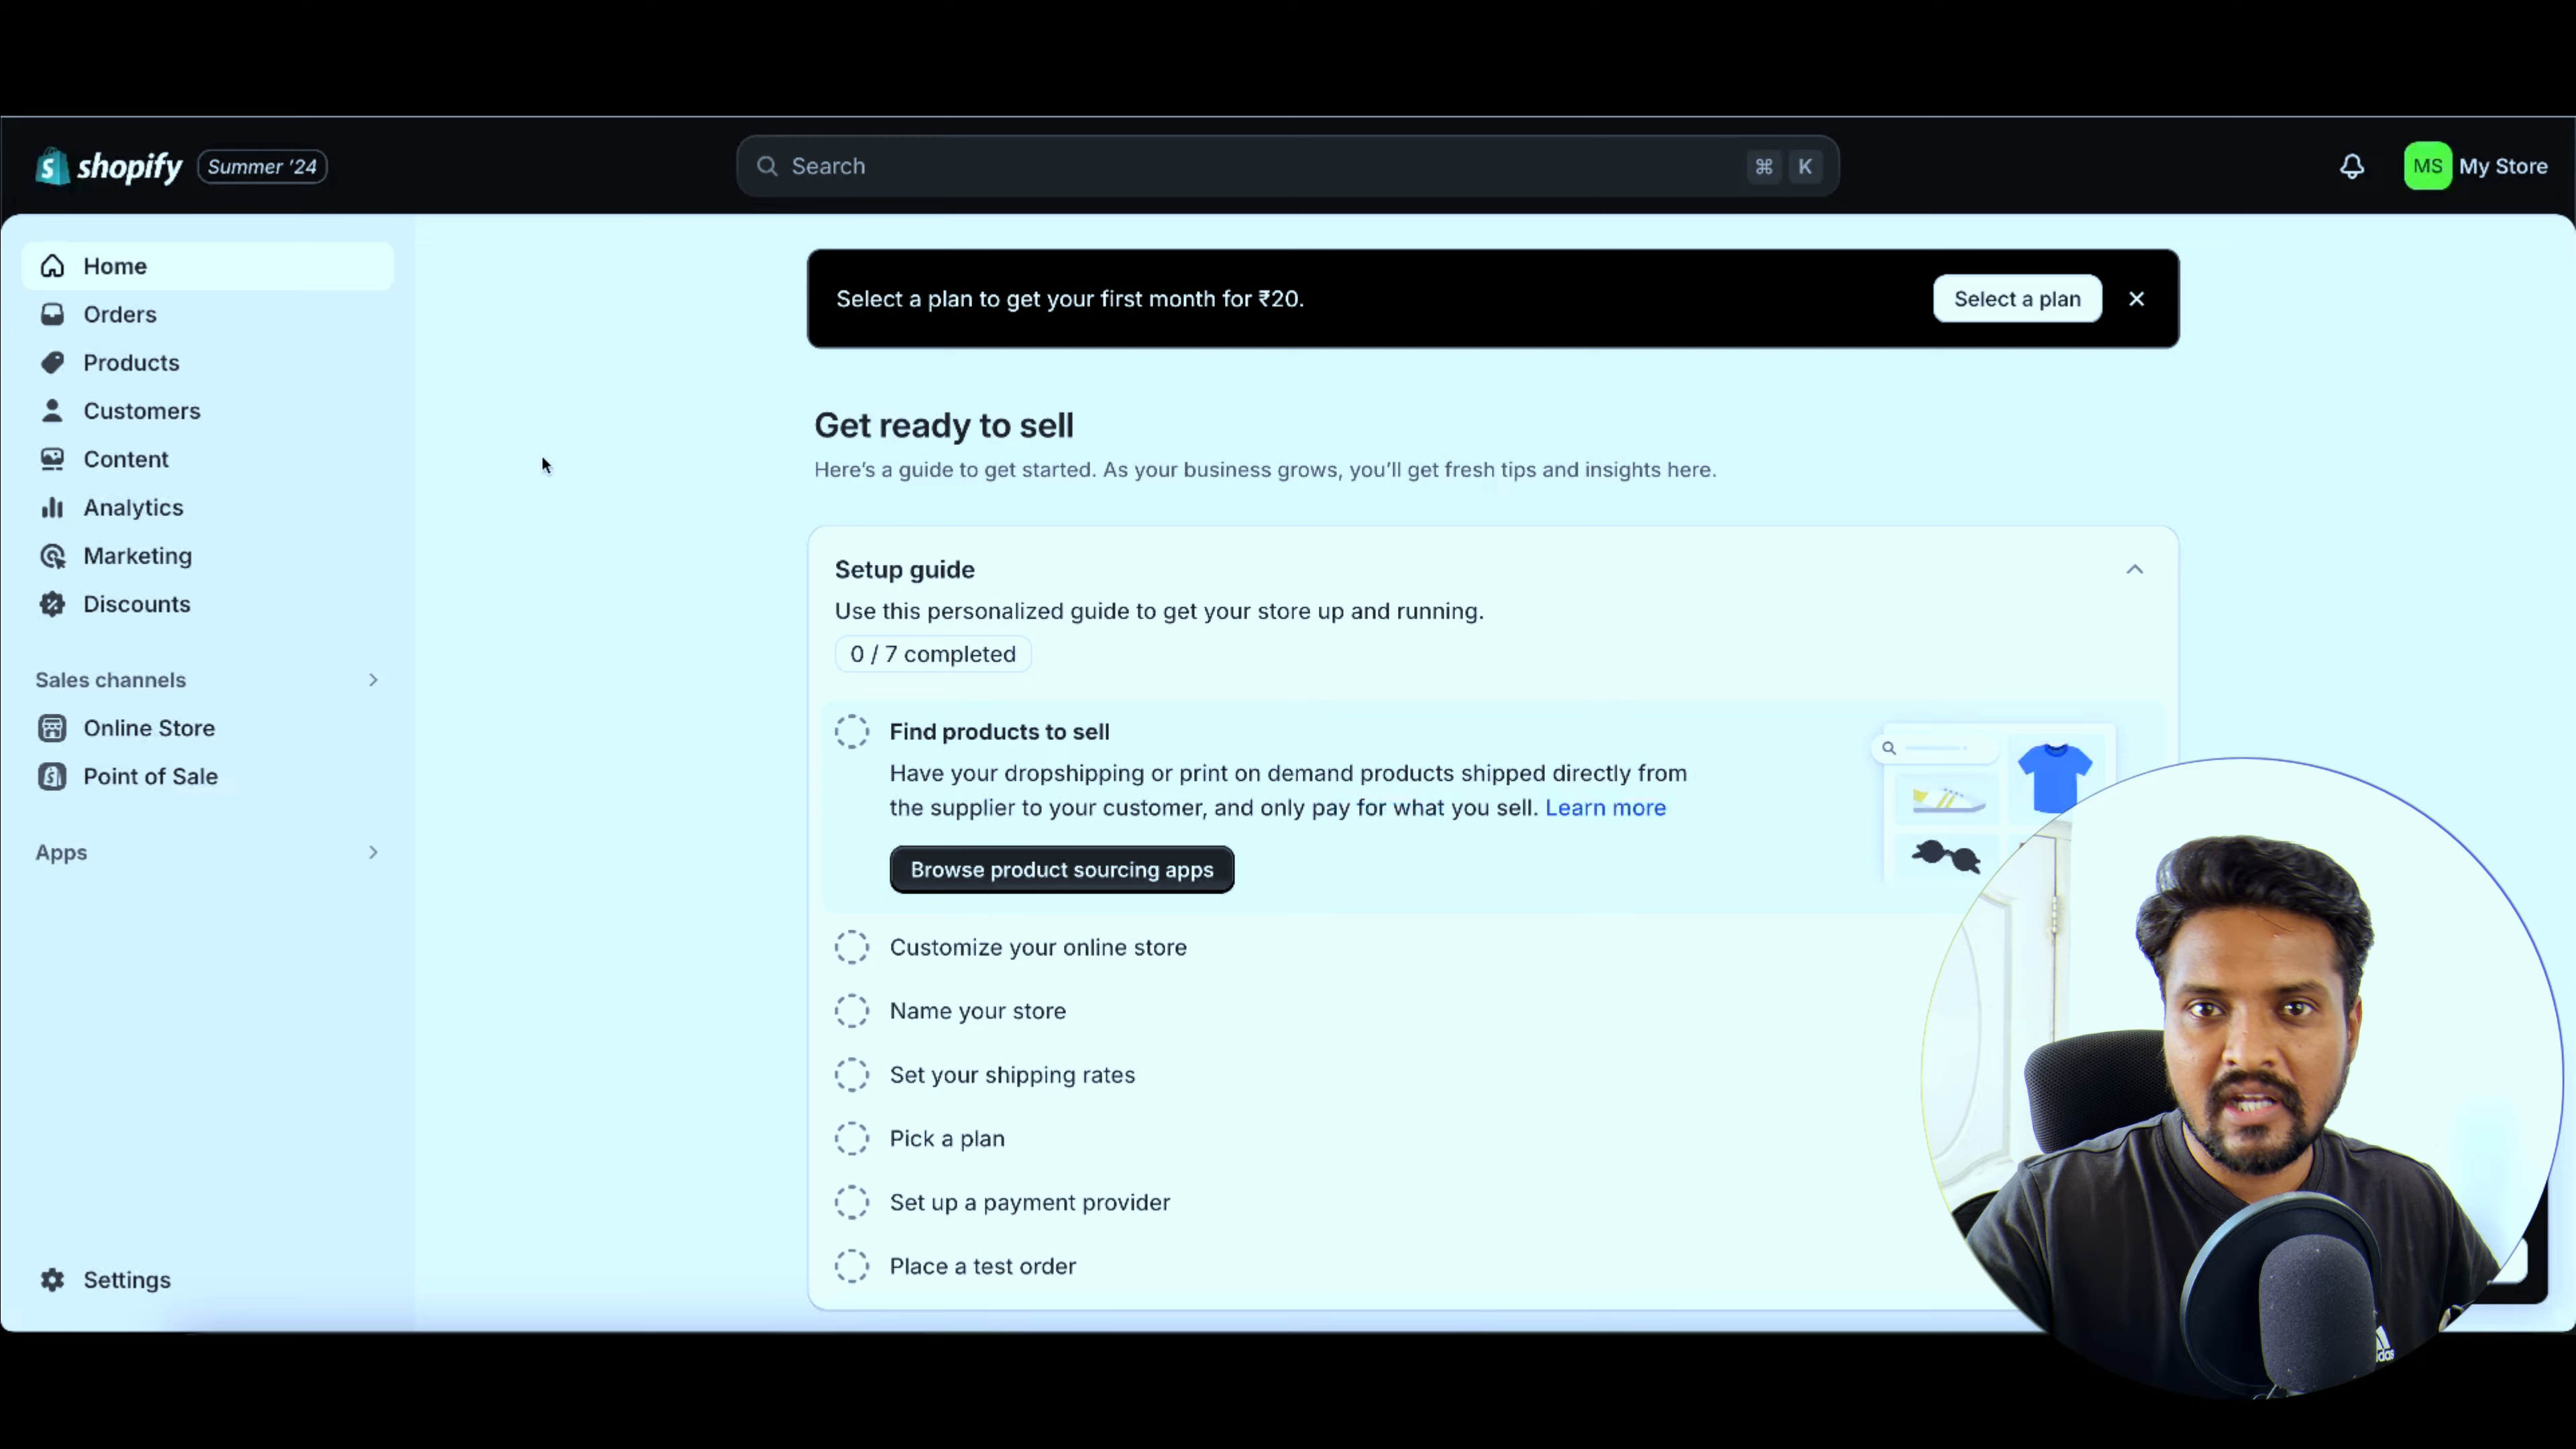 shopify Summer '24
Search
⌘ K
MS My Store
Home
Orders
Products
Customers
Content
Analytics
Marketing
Discounts
Sales channels
Online Store
Point of Sale
Apps
Settings
Select a plan to get your first month for ₹20.
Select a plan
Get ready to sell
Here's a guide to get started. As your business grows, you'll get fresh tips and insights here.
Setup guide
Use this personalized guide to get your store up and running.
0 / 7 completed
Find products to sell
Have your dropshipping or print on demand products shipped directly from
the supplier to your customer, and only pay for what you sell. Learn more
Browse product sourcing apps
Customize your online store
Name your store
Set your shipping rates
Pick a plan
Set up a payment provider
Place a test order
adidas